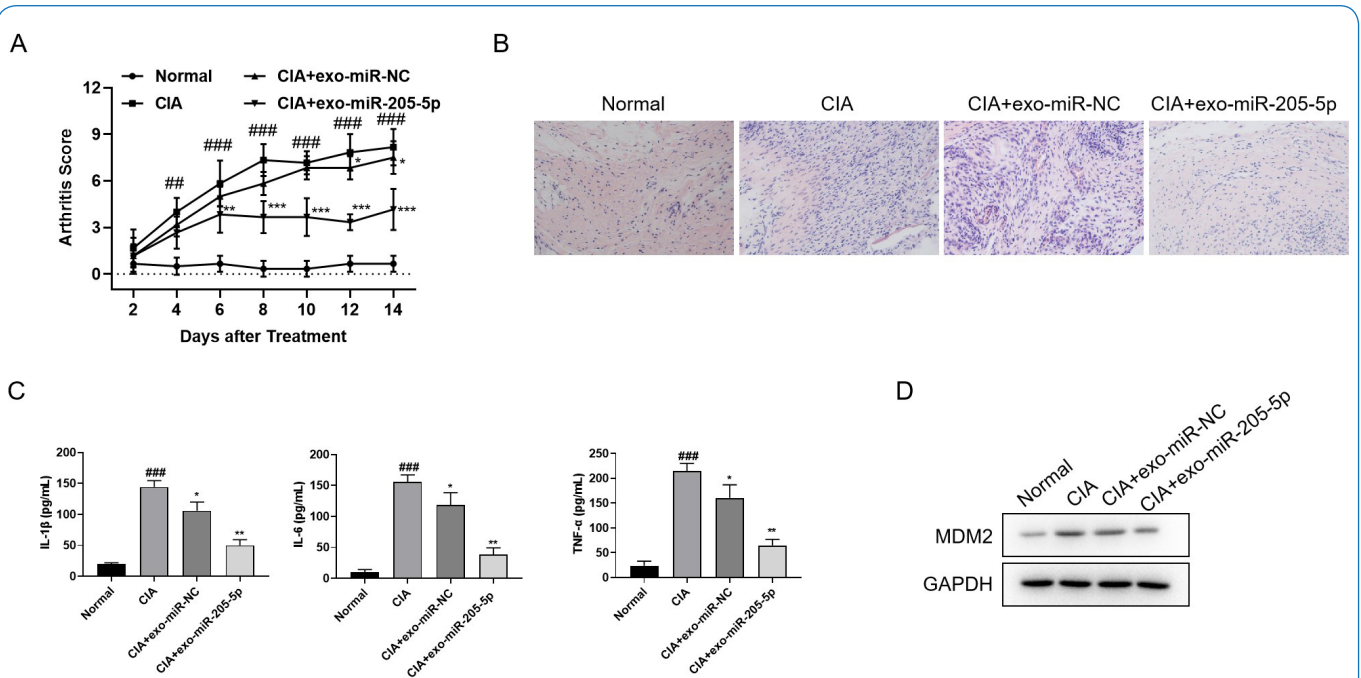 A
Normal
CIA
CIA+exo-miR-NC
CIA+exo-miR-205-5p
12
9
6
3
0
Arthritis Score
##
###
###
###
###
###
**
***
***
*
***
*
***
2 4 6 8 10 12 14
Days after Treatment
B
Normal CIA CIA+exo-miR-NC CIA+exo-miR-205-5p
C
IL-1β (pg/mL)
200
150
100
50
0
###
*
**
Normal
CIA
CIA+exo-miR-NC
CIA+exo-miR-205-5p
IL-6 (pg/mL)
200
150
100
50
0
###
*
**
Normal
CIA
CIA+exo-miR-NC
CIA+exo-miR-205-5p
TNF-α (pg/mL)
250
200
150
100
50
0
###
*
**
Normal
CIA
CIA+exo-miR-NC
CIA+exo-miR-205-5p
D
Normal
CIA
CIA+exo-miR-NC
CIA+exo-miR-205-5p
MDM2
GAPDH